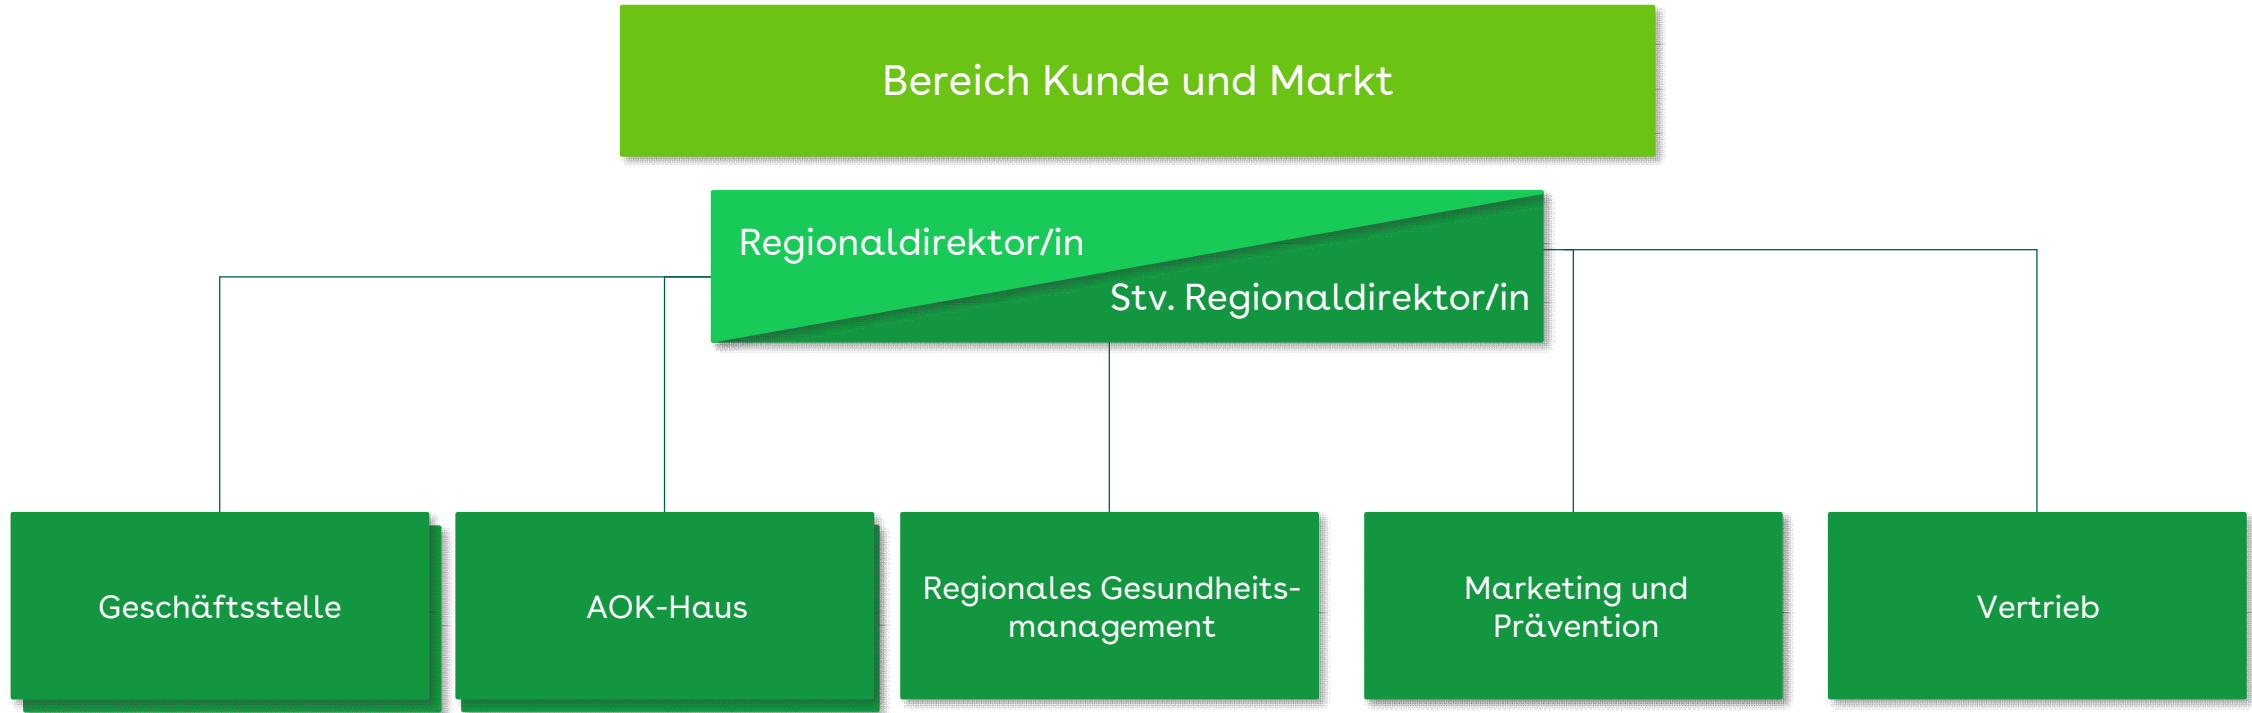 Bereich Kunde und Markt
Regionaldirektor/in
Stv. Regionaldirektor/in
Geschäftsstelle
AOK-Haus
Regionales Gesundheits-
management
Marketing und
Prävention
Vertrieb